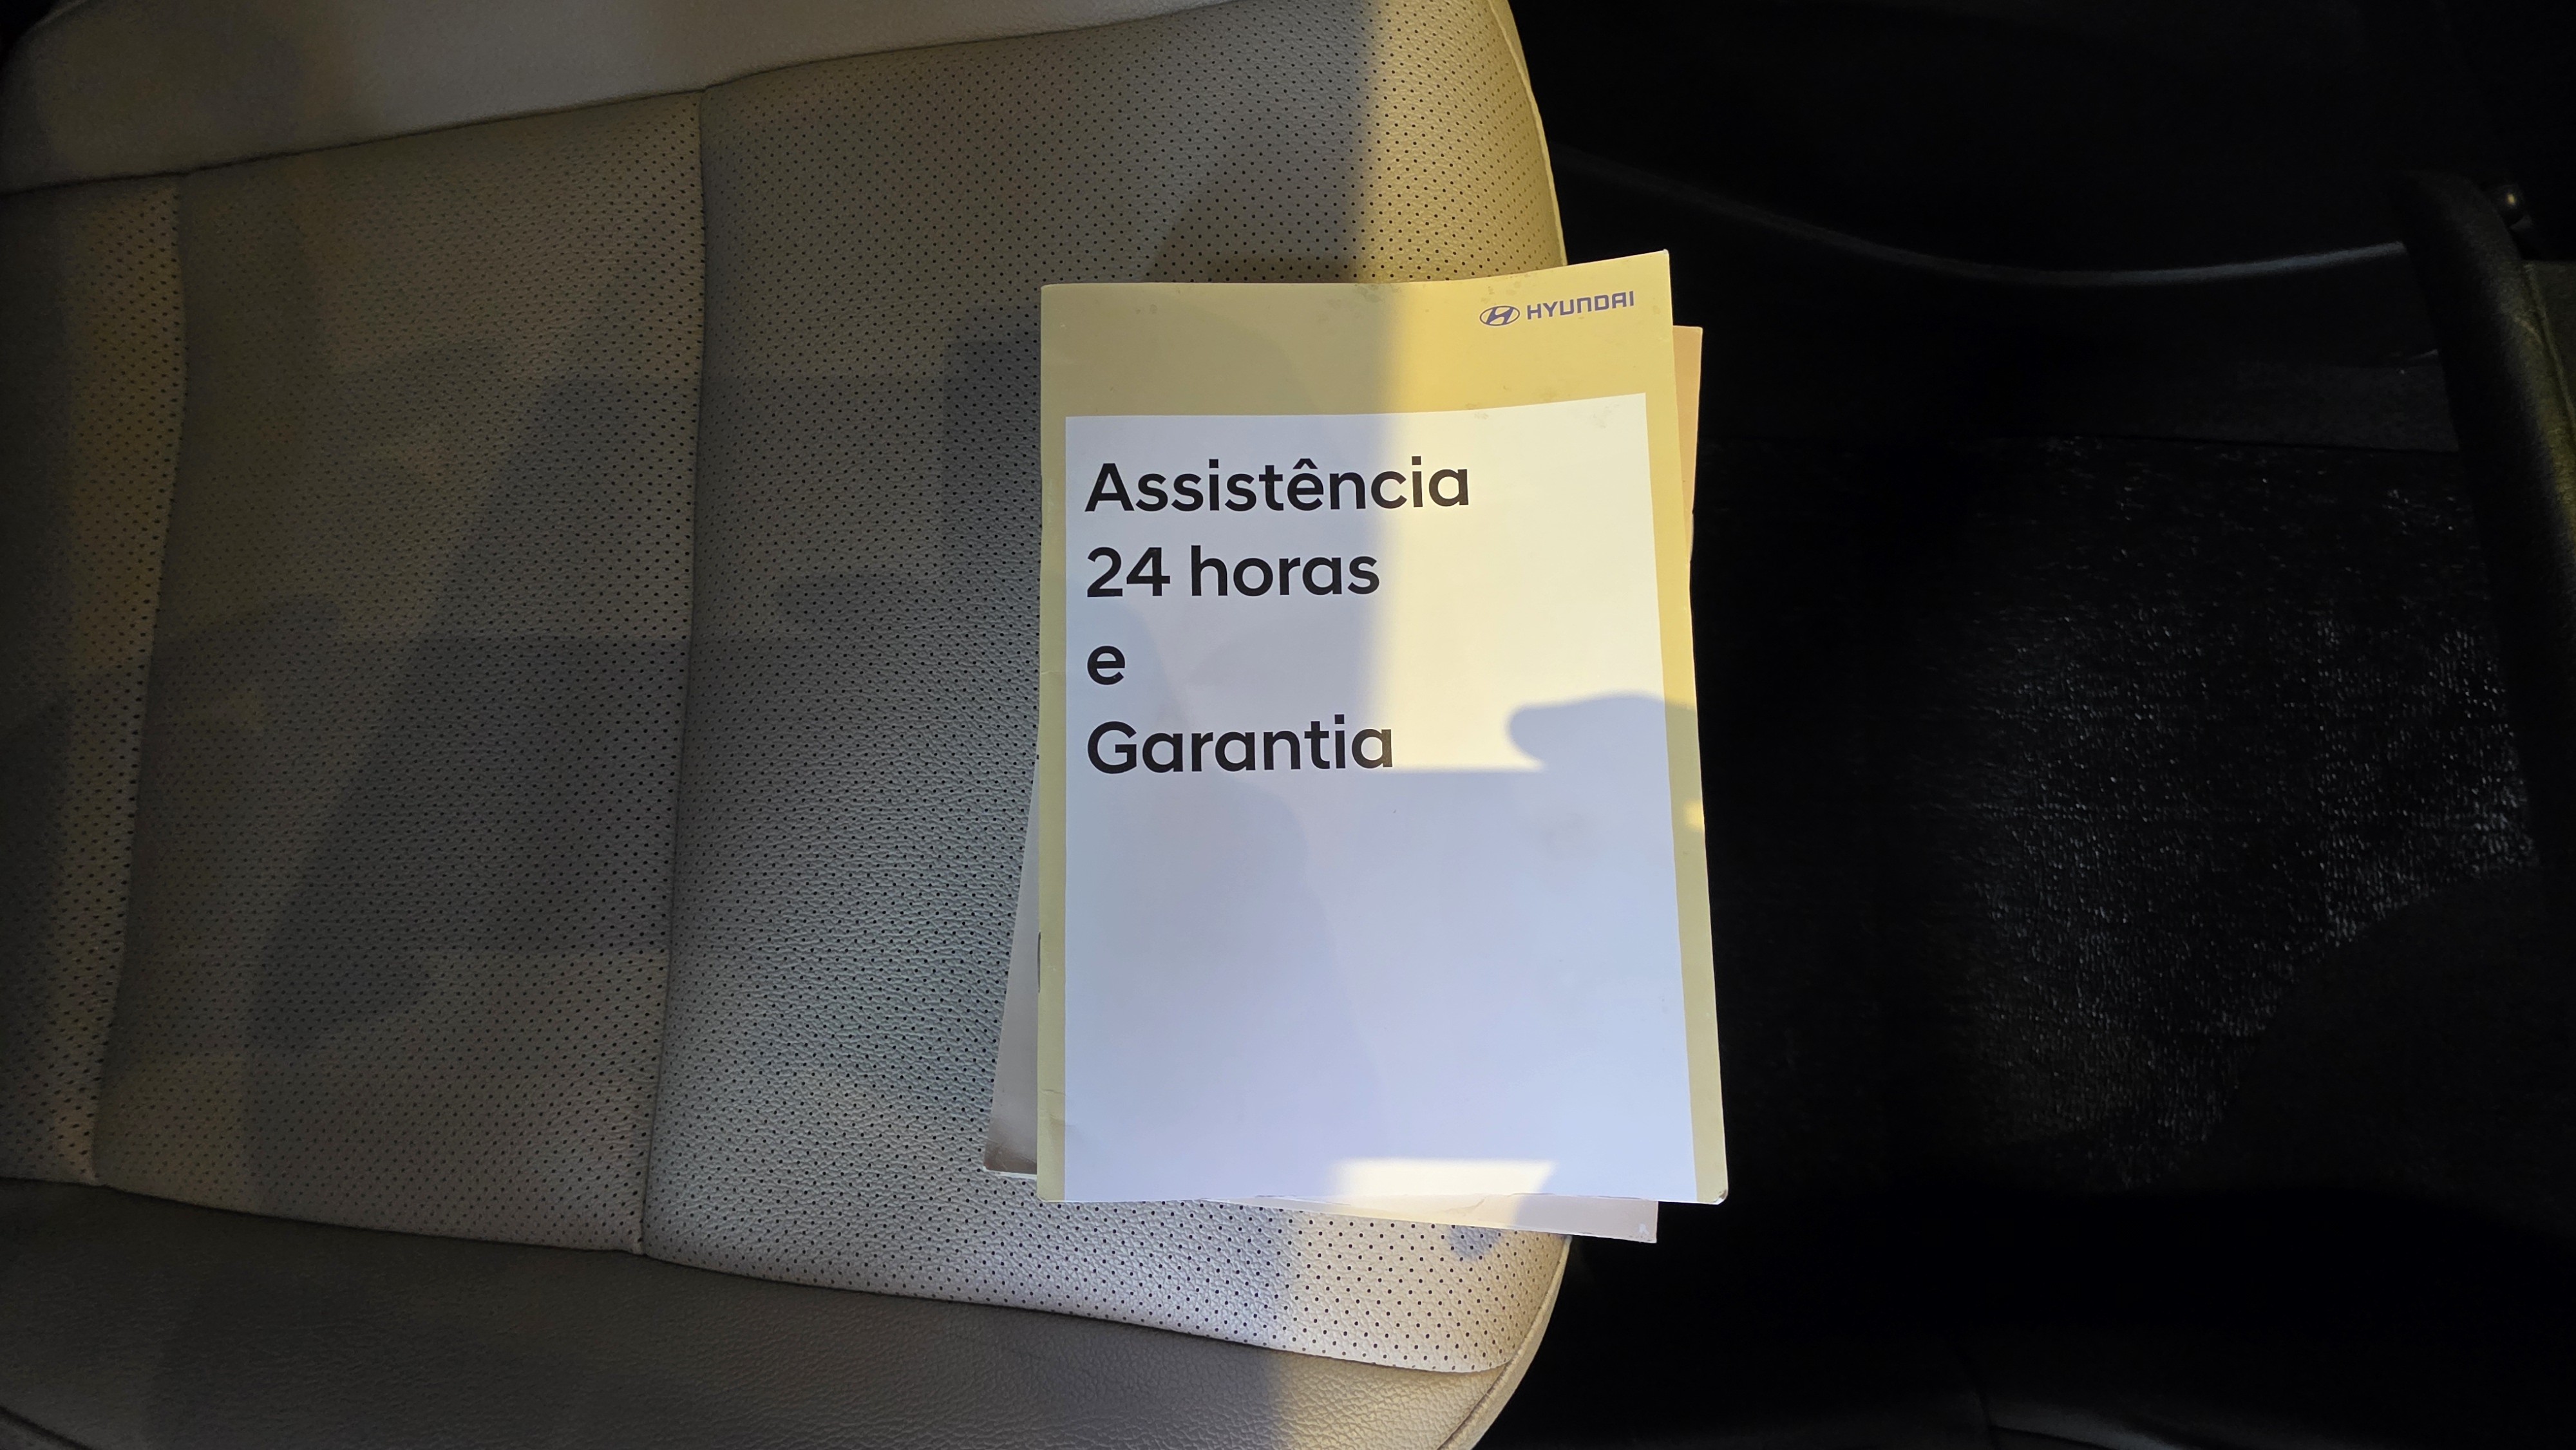 HYUNDAI
Assistência
24 horas
e
Garantia